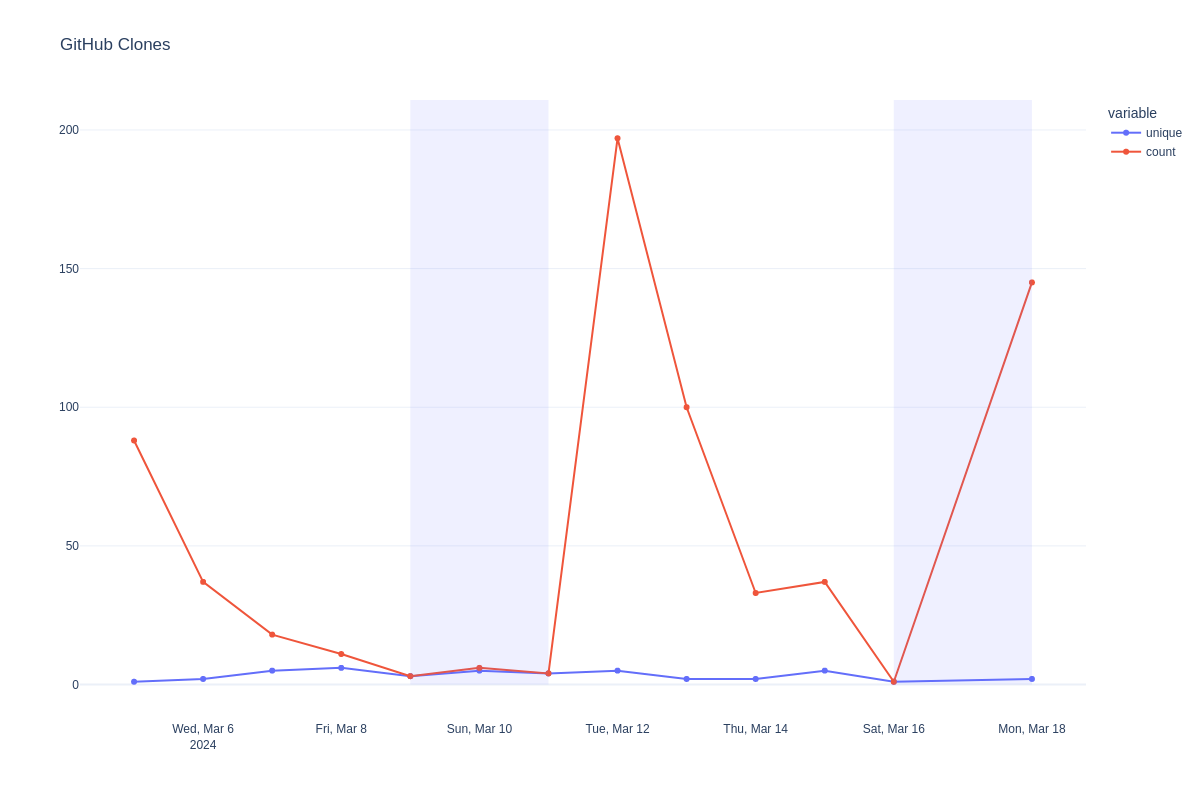 GitHub Clones
variable
unique
count
200
150
100
50
0
Wed, Mar 6
2024
Fri, Mar 8
Sun, Mar 10
Tue, Mar 12
Thu, Mar 14
Sat, Mar 16
Mon, Mar 18